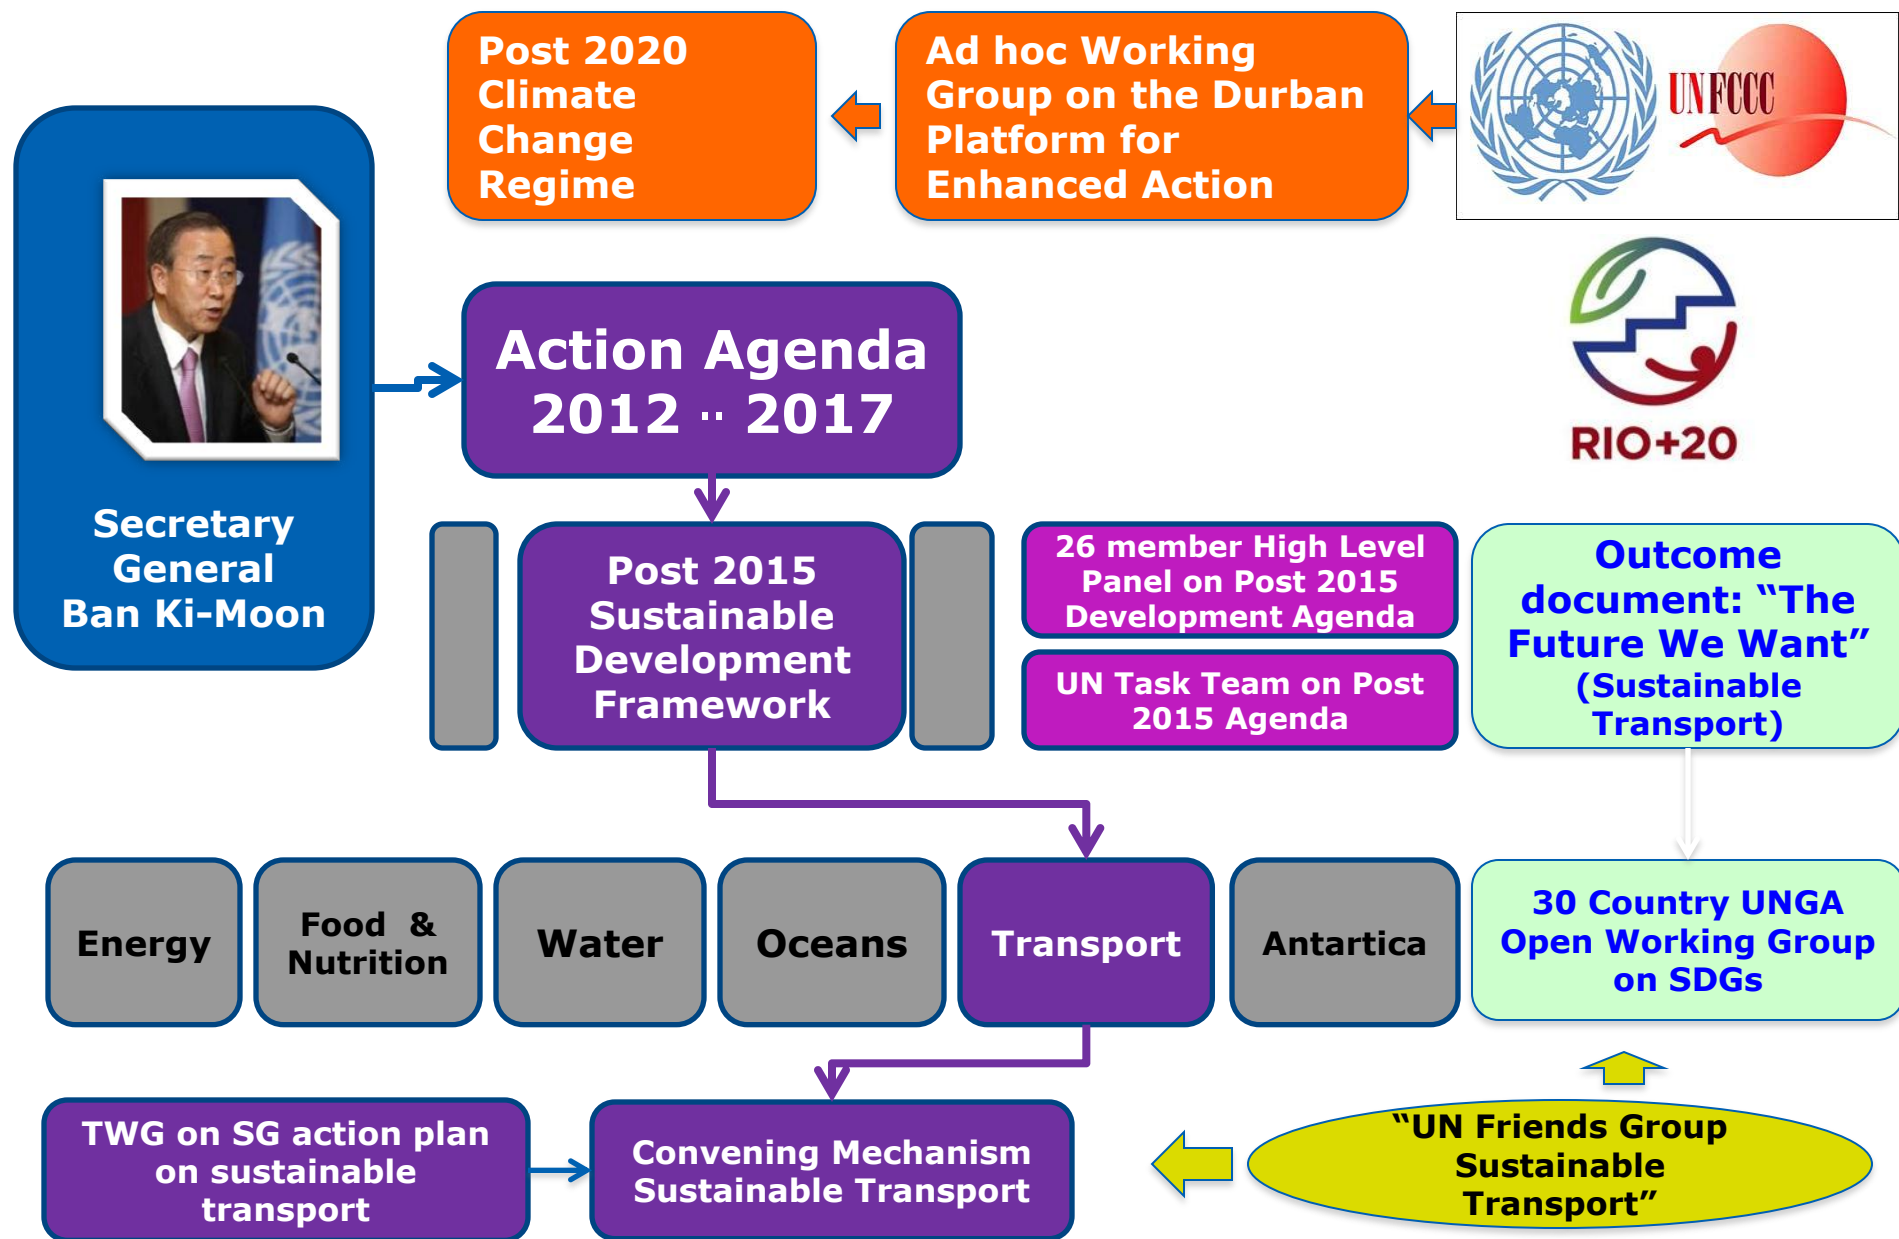 Post 2020
Climate
Change
Regime
Ad hoc Working
Group on the Durban
Platform for
Enhanced Action
UNFCCC
RIO+20
Secretary
General
Ban Ki-Moon
Action Agenda
2012 ·· 2017
Post 2015
Sustainable
Development
Framework
26 member High Level
Panel on Post 2015
Development Agenda
UN Task Team on Post
2015 Agenda
Outcome
document: “The
Future We Want”
(Sustainable
Transport)
Energy
Food &
Nutrition
Water
Oceans
Transport
Antartica
30 Country UNGA
Open Working Group
on SDGs
TWG on SG action plan
on sustainable
transport
Convening Mechanism
Sustainable Transport
“UN Friends Group
Sustainable
Transport”